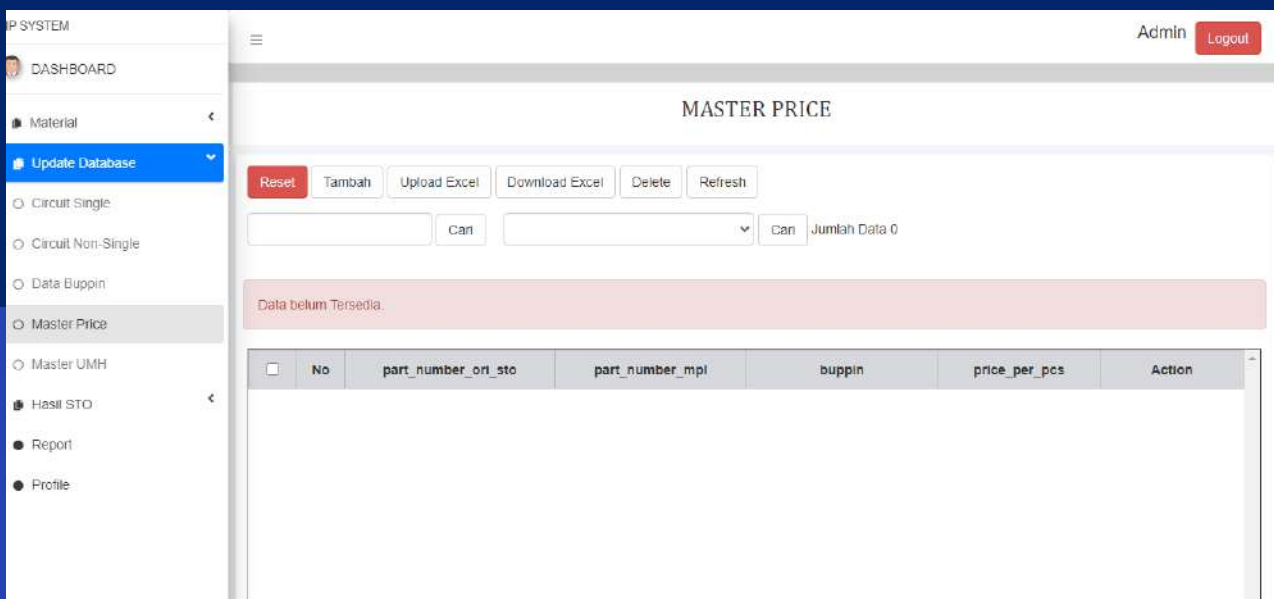 IP SYSTEM
Admin Logout
DASHBOARD
MASTER PRICE
Material
Update Database
Reset Tambah Upload Excel Download Excel Delete Refresh
Circuit Single
Cari Cari Jumlah Data 0
Circuit Non-Single
Data Buppin
Data belum Tersedia.
Master Price
Master UMH
No part_number_ori_sto part_number_mpl buppin price_per_pcs Action
Hasil STO
Report
Profile